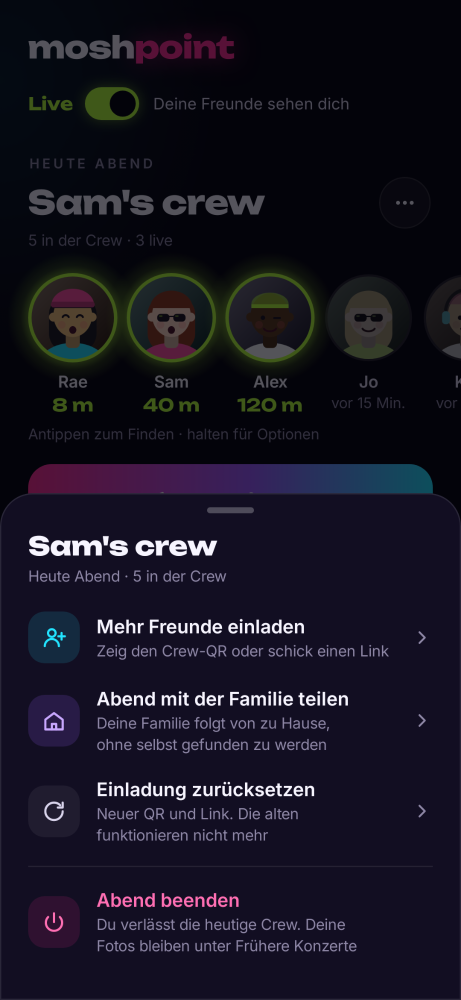 moshpoint
Live Deine Freunde sehen dich
HEUTE ABEND
Sam's crew
5 in der Crew · 3 live
Rae Sam Alex Jo
8 m 40 m 120 m vor 15 Min. vor
Antippen zum Finden · halten für Optionen
Sam's crew
Heute Abend · 5 in der Crew
Mehr Freunde einladen
Zeig den Crew-QR oder schick einen Link
Abend mit der Familie teilen
Deine Familie folgt von zu Hause,
ohne selbst gefunden zu werden
Einladung zurücksetzen
Neuer QR und Link. Die alten
funktionieren nicht mehr
Abend beenden
Du verlässt die heutige Crew. Deine
Fotos bleiben unter Frühere Konzerte